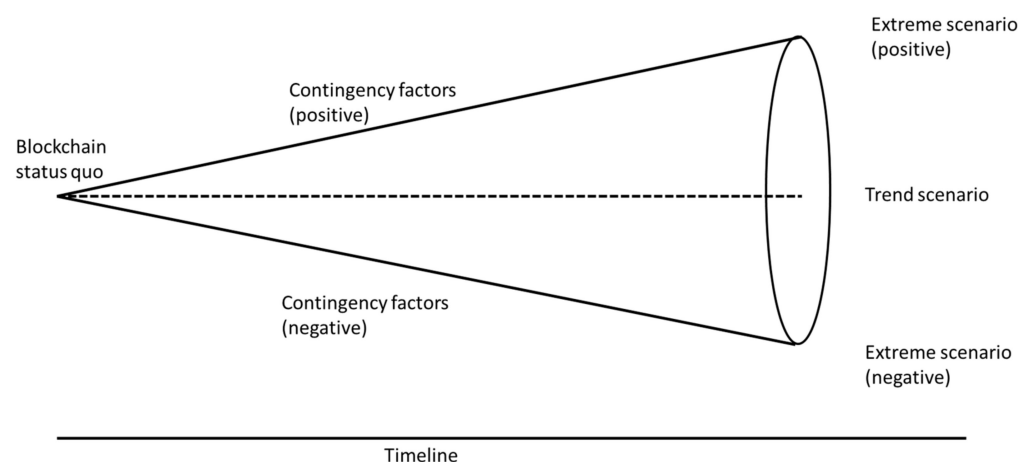 Extreme scenario
(positive)
Contingency factors
(positive)
Blockchain
status quo
Trend scenario
Contingency factors
(negative)
Extreme scenario
(negative)
Timeline